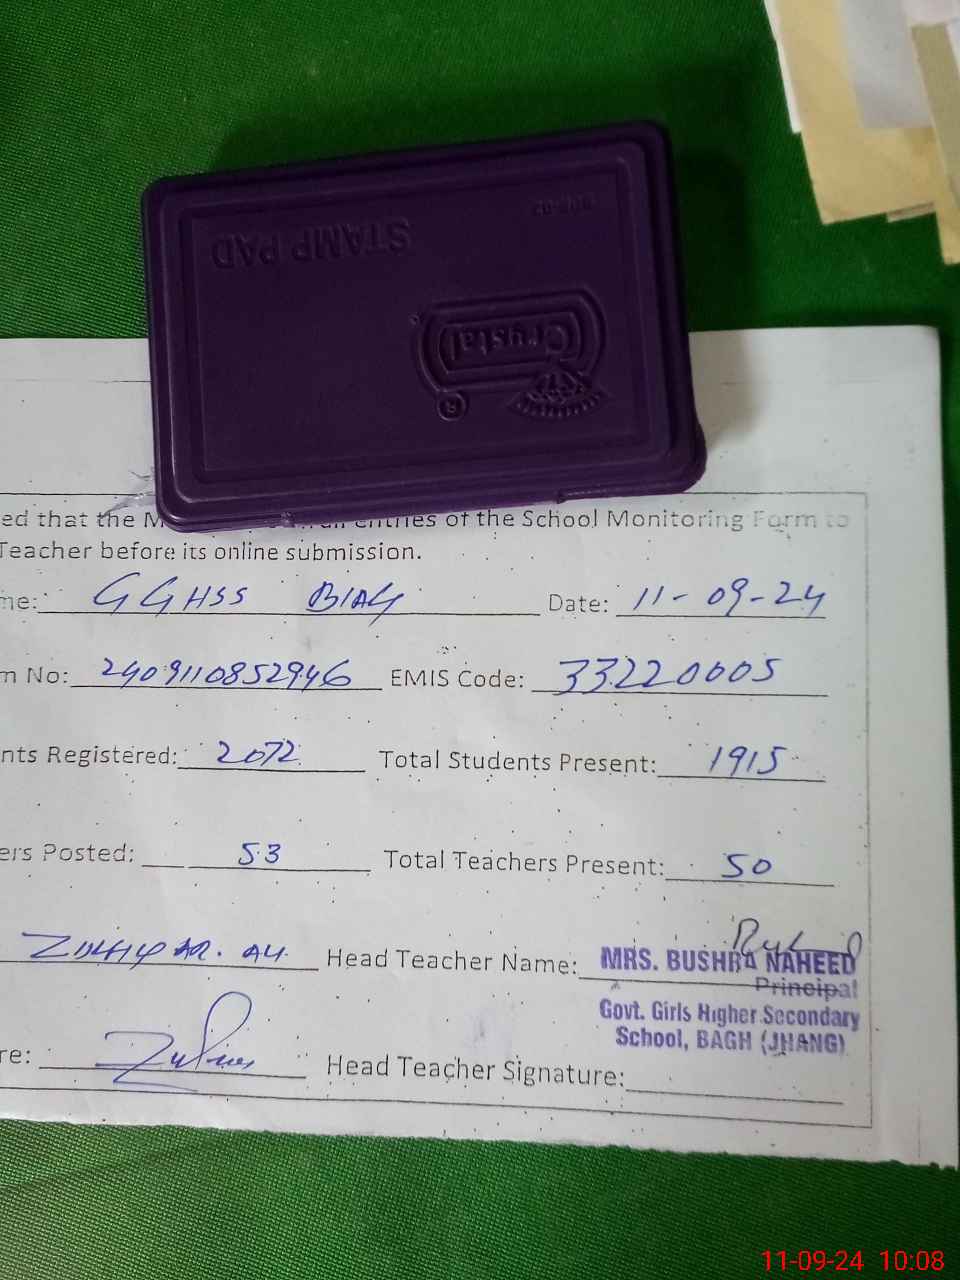 STAMP PAD
Crystal
®
ed that the M entries of the School Monitoring Form to
Teacher before its online submission.
me: GGHSS Date: 11-09-24
m No: 2409110852946 EMIS Code: 33220005
nts Registered: 2072 Total Students Present: 1915
ers Posted: 53 Total Teachers Present: 50
Head Teacher Name: MRS. BUSHRA NAHEED
Principal
Govt. Girls Higher Secondary
School, BAGH (JHANG)
re: Head Teacher Signature:
11-09-24 10:08